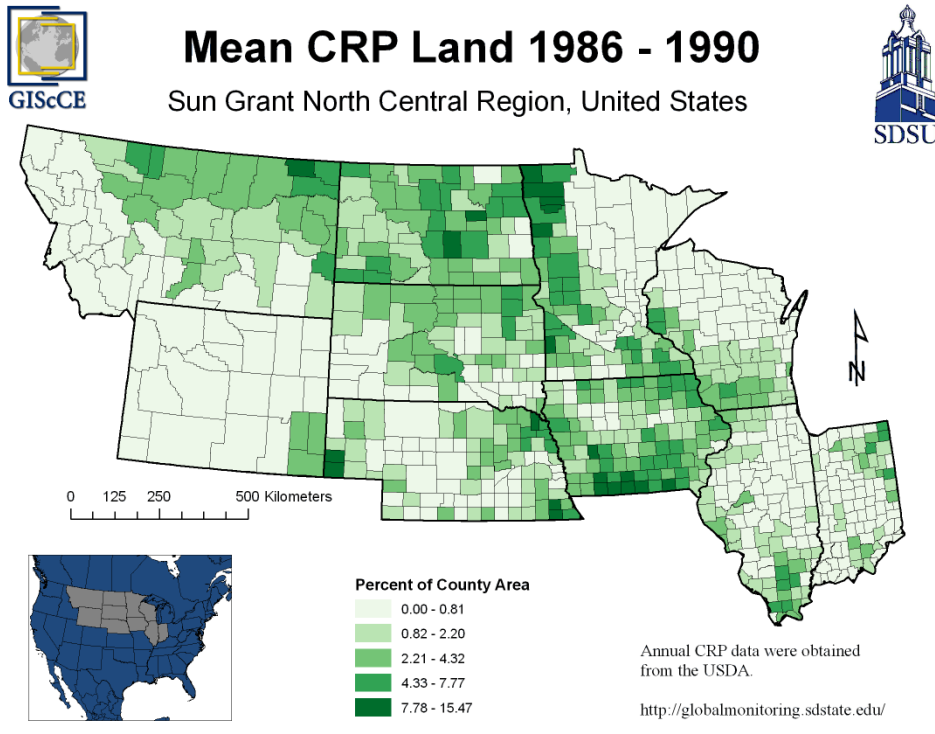 Mean CRP Land 1986 - 1990
Sun Grant North Central Region, United States
GIScCE
SDSU
N
0 125 250 500 Kilometers
Percent of County Area
0.00 - 0.81
0.82 - 2.20
2.21 - 4.32
4.33 - 7.77
7.78 - 15.47
Annual CRP data were obtained
from the USDA.
http://globalmonitoring.sdstate.edu/